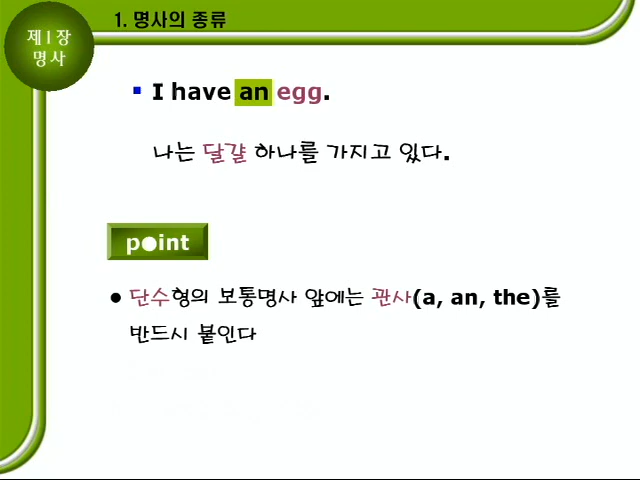 1. 명사의 종류
제 I 장
명사
I have an egg.
나는 달걀 하나를 가지고 있다.
point
단수형의 보통명사 앞에는 관사(a, an, the)를
반드시 붙인다